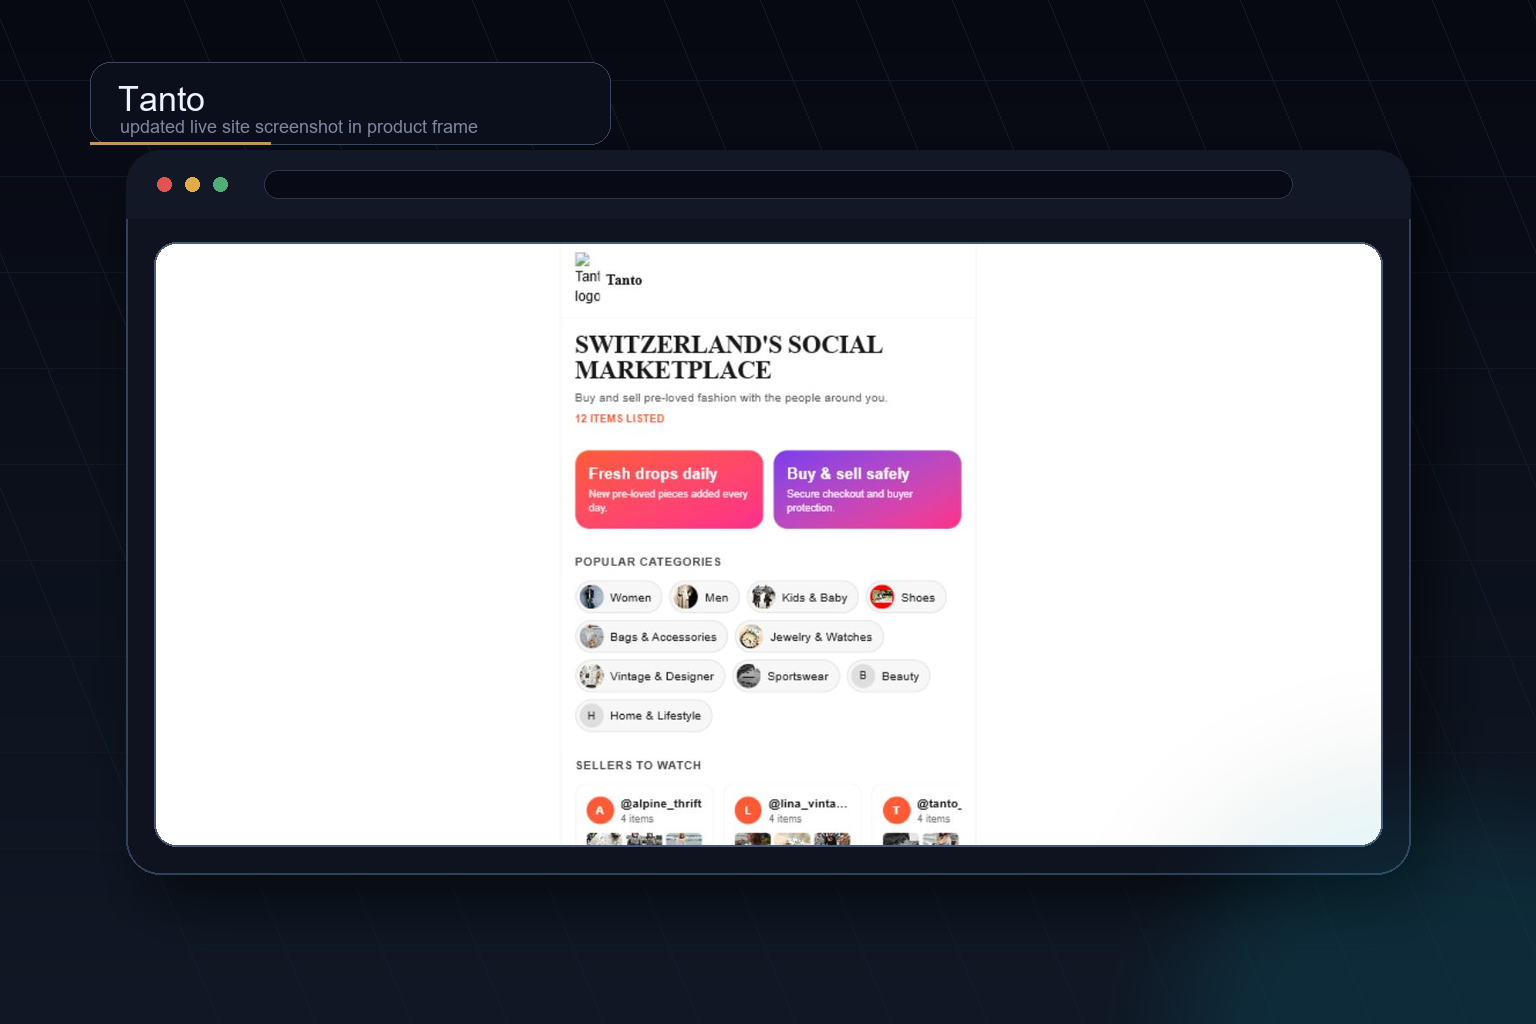 Tanto
updated live site screenshot in product frame
Tant
logo
Tanto
SWITZERLAND'S SOCIAL
MARKETPLACE
Buy and sell pre-loved fashion with the people around you.
12 ITEMS LISTED
Fresh drops daily
New pre-loved pieces added every
day.
Buy & sell safely
Secure checkout and buyer
protection.
POPULAR CATEGORIES
Women
Men
Kids & Baby
Shoes
Bags & Accessories
Jewelry & Watches
Vintage & Designer
Sportswear
B
Beauty
H
Home & Lifestyle
SELLERS TO WATCH
A
@alpine_thrift
4 items
L
@lina_vinta...
4 items
T
@tanto_
4 items